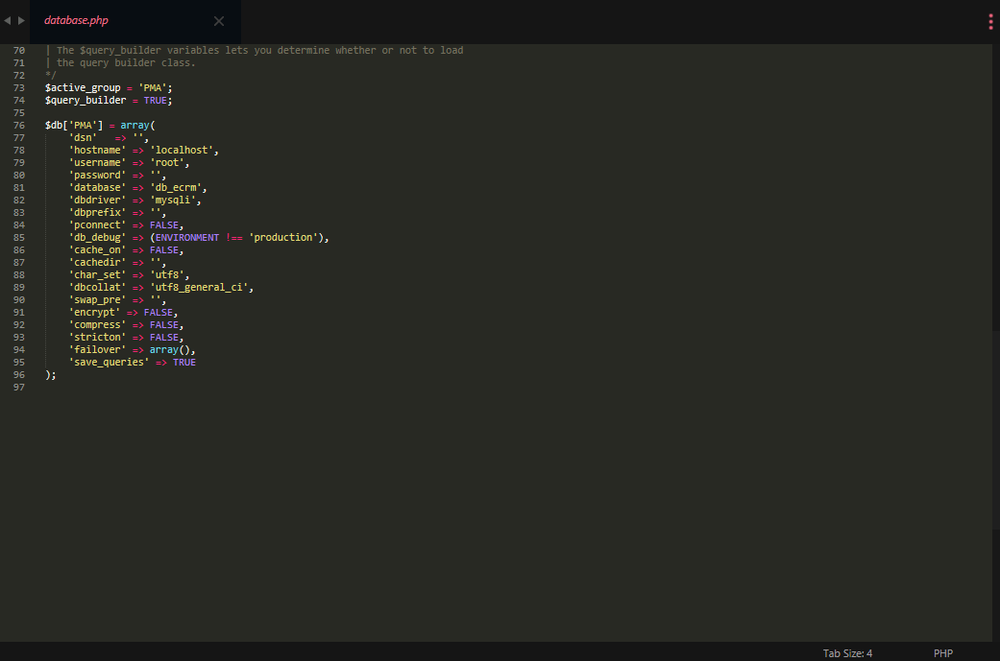 database.php
70 | The $query_builder variables lets you determine whether or not to load
71 | the query builder class.
72 */
73 $active_group = 'PMA';
74 $query_builder = TRUE;
75
76 $db['PMA'] = array(
77     'dsn'   => '',
78     'hostname' => 'localhost',
79     'username' => 'root',
80     'password' => '',
81     'database' => 'db_ecrm',
82     'dbdriver' => 'mysqli',
83     'dbprefix' => '',
84     'pconnect' => FALSE,
85     'db_debug' => (ENVIRONMENT !== 'production'),
86     'cache_on' => FALSE,
87     'cachedir' => '',
88     'char_set' => 'utf8',
89     'dbcollat' => 'utf8_general_ci',
90     'swap_pre' => '',
91     'encrypt' => FALSE,
92     'compress' => FALSE,
93     'stricton' => FALSE,
94     'failover' => array(),
95     'save_queries' => TRUE
96 );
97
Tab Size: 4 PHP